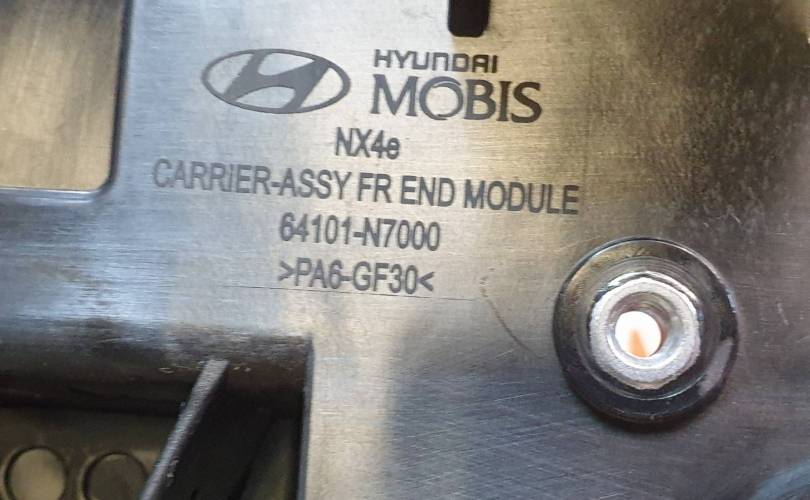 HYUNDAI
MOBIS
NX4e
CARRIER-ASSY FR END MODULE
64101-N7000
>PA6-GF30<